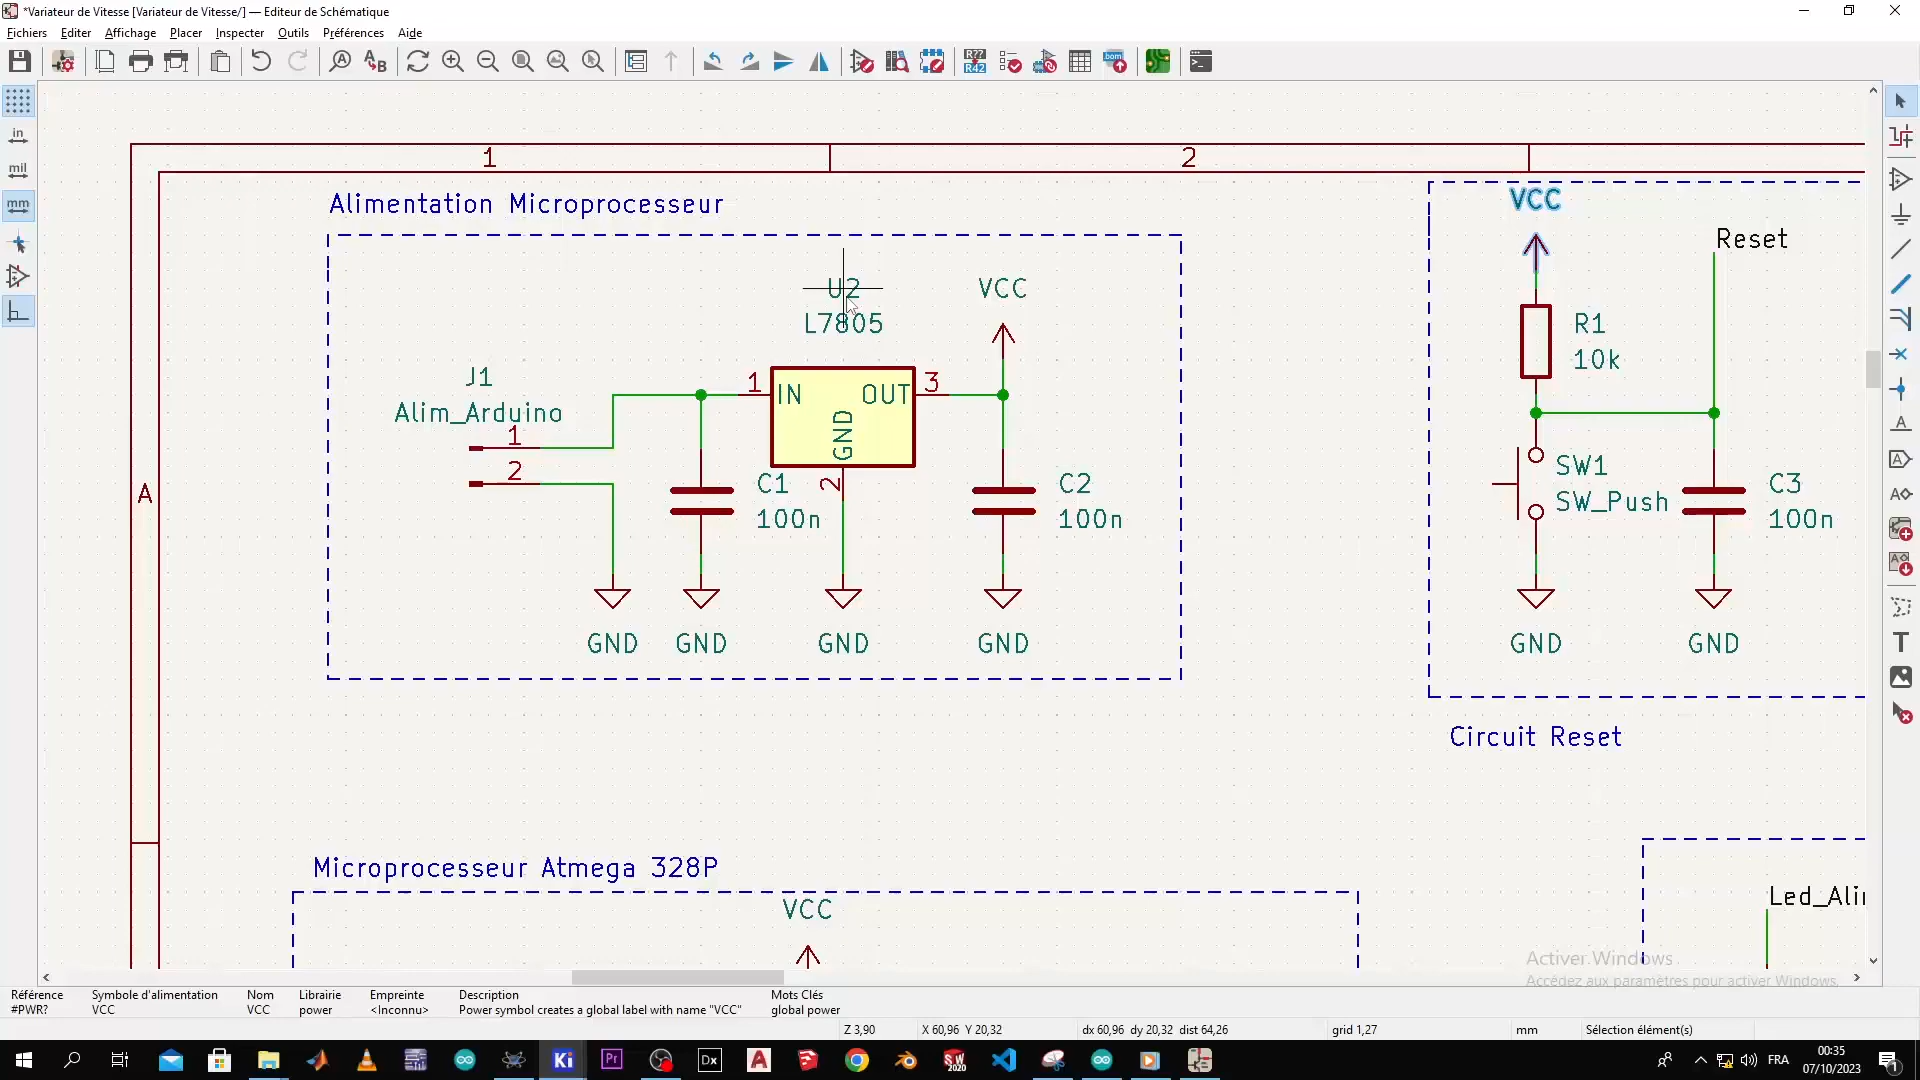 *Variateur de Vitesse [Variateur de Vitesse/] — Editeur de Schématique
Fichiers Editer Affichage Placer Inspecter Outils Préférences Aide
in
mil
mm
1 2
A
Alimentation Microprocesseur
U2
L7805
VCC
J1
Alim_Arduino
1
2
1 IN OUT 3
GND
2
C1
100n
C2
100n
GND GND GND GND
VCC
Reset
R1
10k
SW1
SW_Push
C3
100n
GND GND
Circuit Reset
Microprocesseur Atmega 328P
VCC
Led_Ali
Activer Windows
Accédez aux paramètres pour activer Windows.
Référence Symbole d'alimentation Nom Librairie Empreinte Description Mots Clés
#PWR? VCC VCC power <Inconnu> Power symbol creates a global label with name "VCC" global power
Z 3,90 X 60,96 Y 20,32 dx 60,96 dy 20,32 dist 64,26 grid 1,27 mm Sélection élément(s)
FRA
00:35
07/10/2023